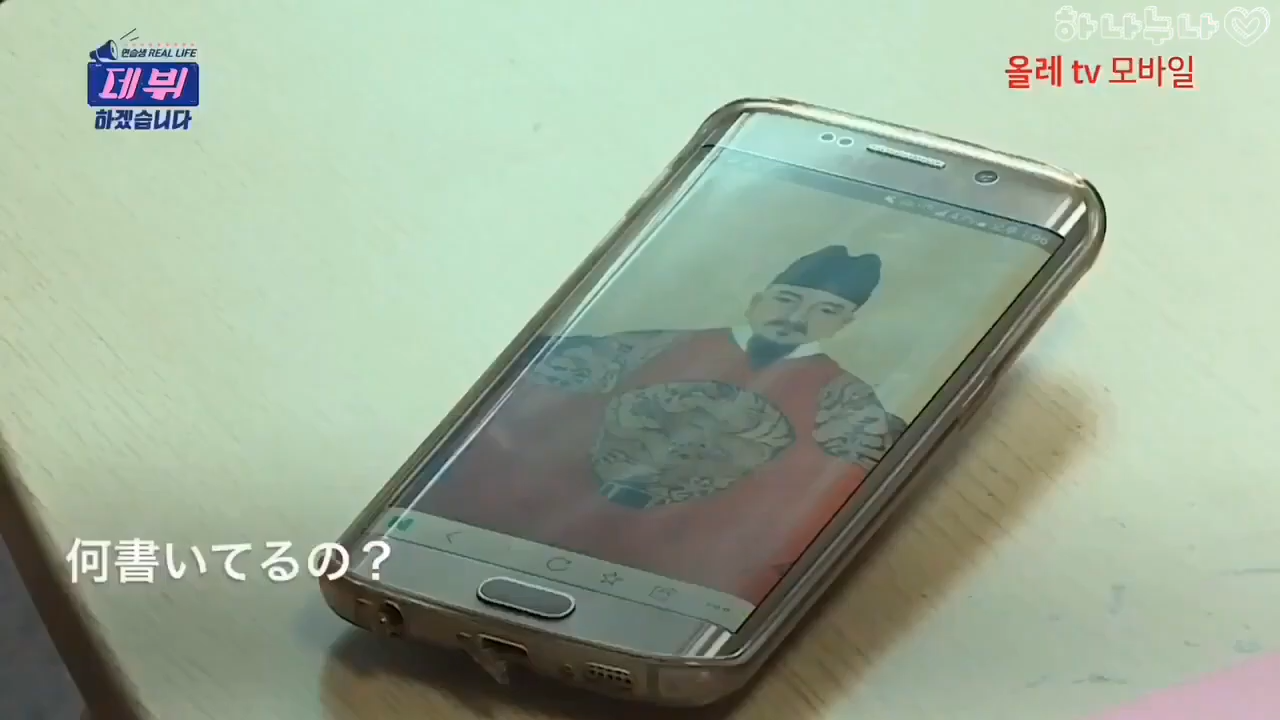 연습생 REAL LIFE
데뷔
하겠습니다
하나누나♡
올레 tv 모바일
何書いてるの？